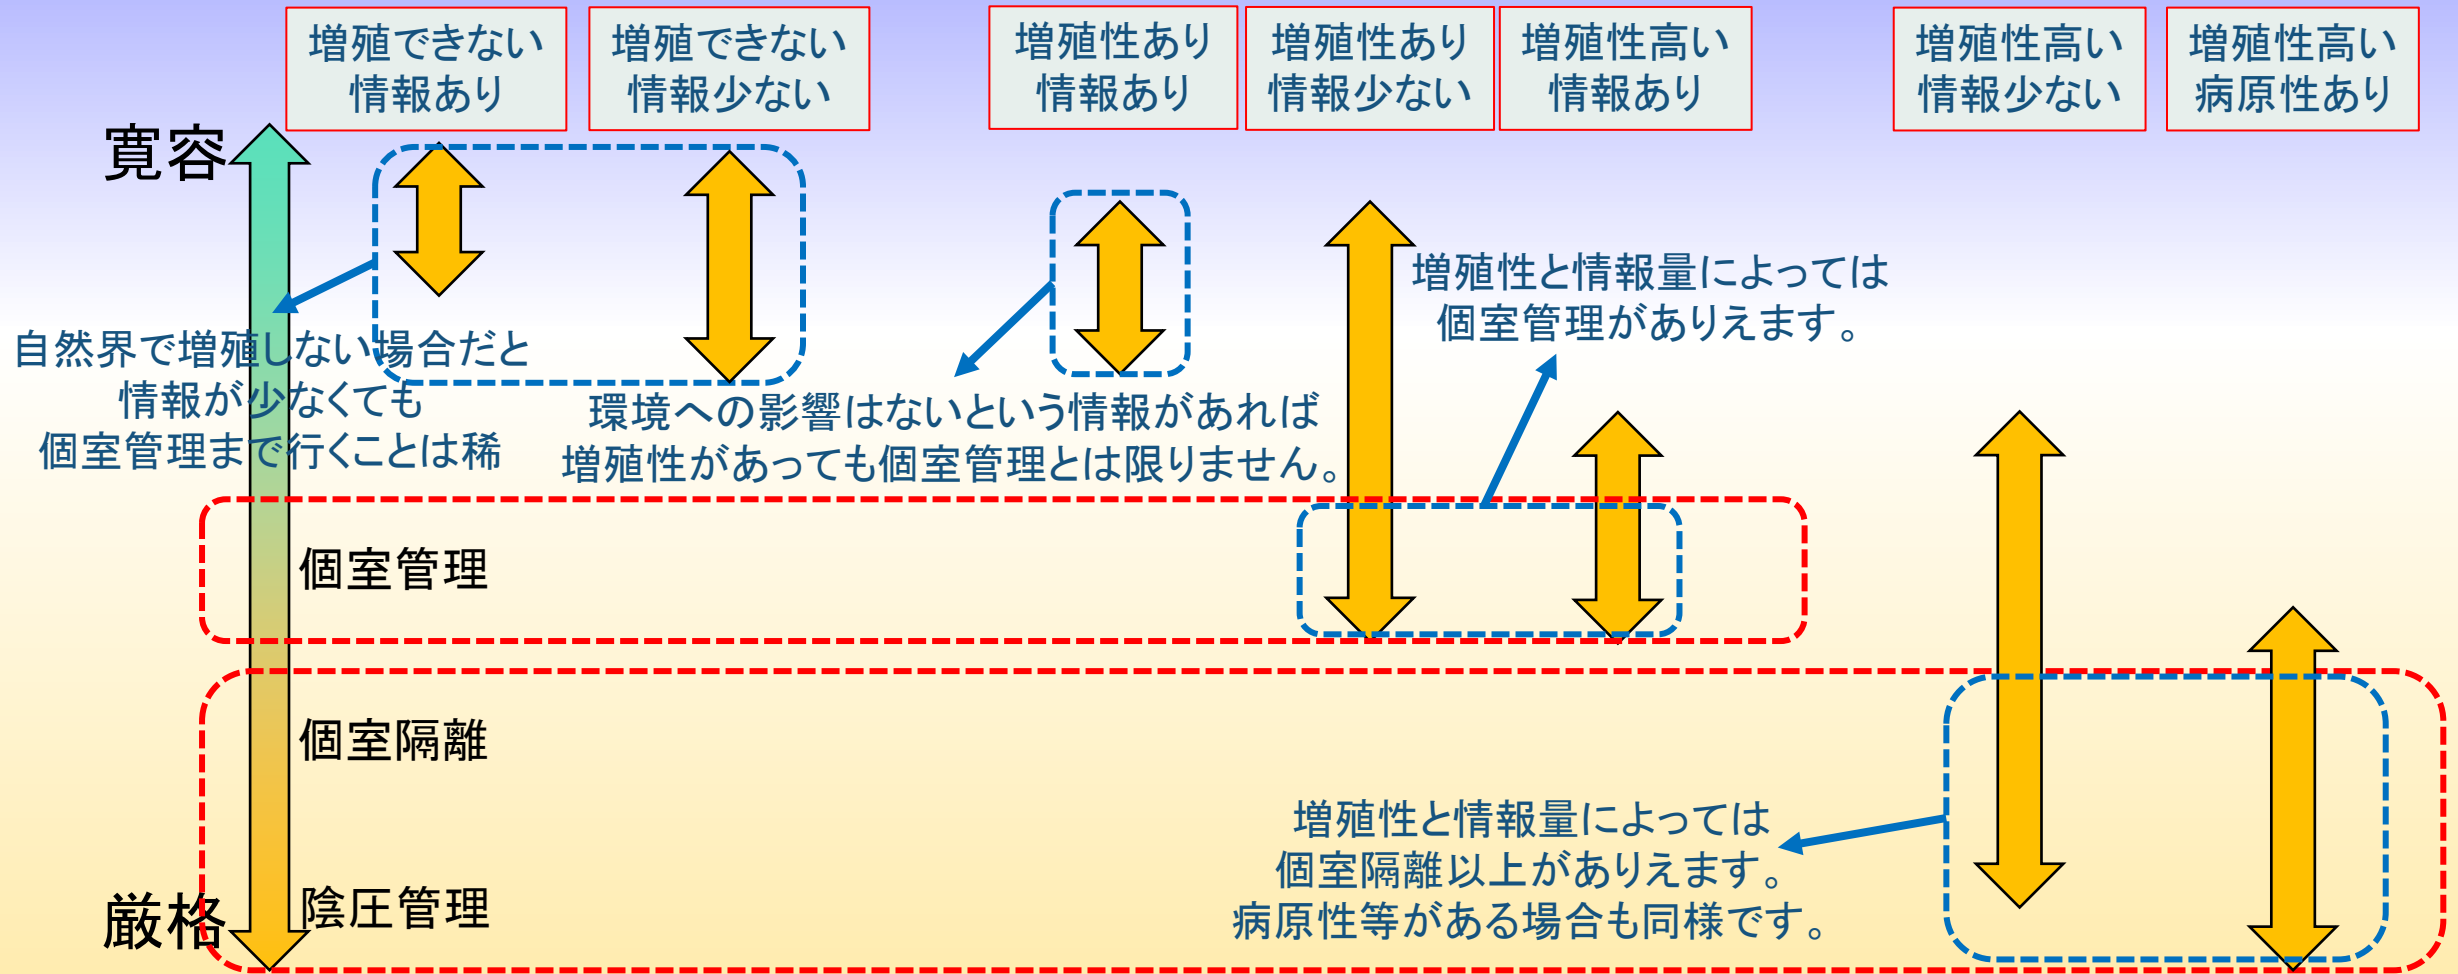 増殖できない
情報あり
増殖できない
情報少ない
増殖性あり
情報あり
増殖性あり
情報少ない
増殖性高い
情報あり
増殖性高い
情報少ない
増殖性高い
病原性あり
寛容
自然界で増殖しない場合だと
情報が少なくても
個室管理まで行くことは稀
環境への影響はないという情報があれば
増殖性があっても個室管理とは限りません。
増殖性と情報量によっては
個室管理がありえます。
個室管理
個室隔離
陰圧管理
厳格
増殖性と情報量によっては
個室隔離以上がありえます。
病原性等がある場合も同様です。